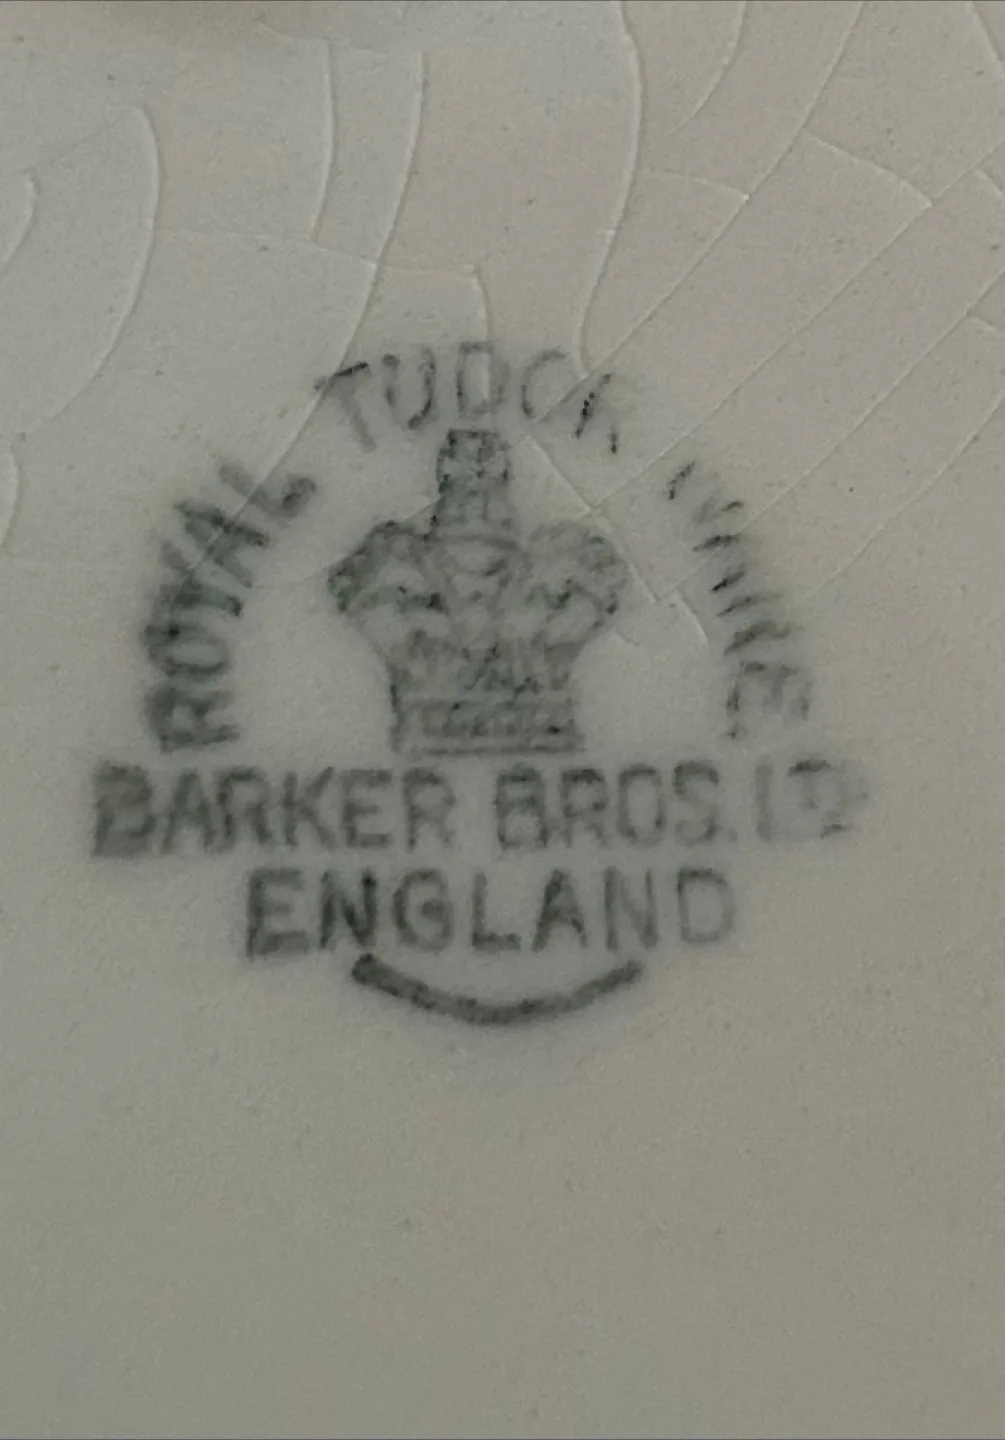 ROYAL TUDOR WARE
BARKER BROS. LTD
ENGLAND